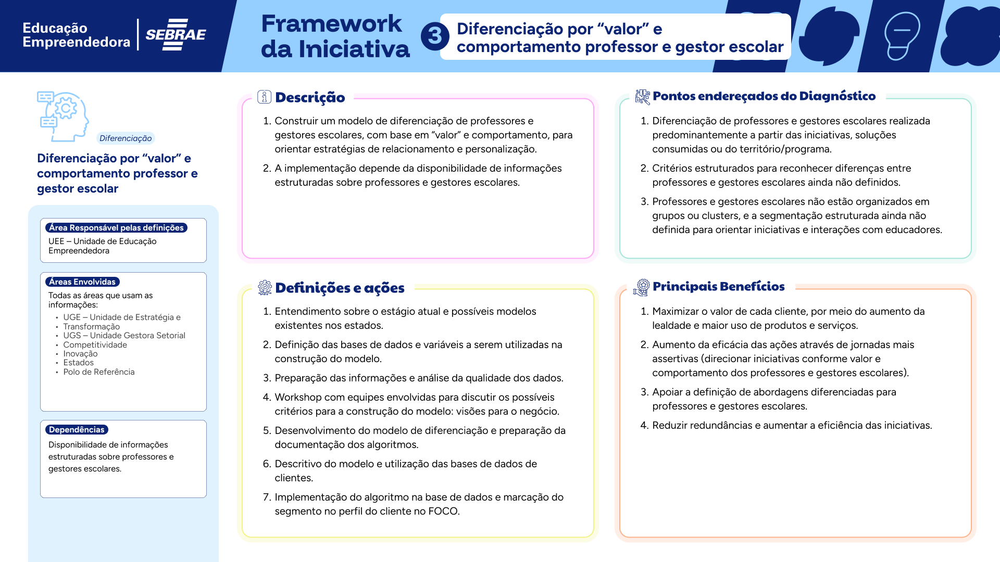 Educação
Empreendedora
SEBRAE
Framework
da Iniciativa
3
Diferenciação por “valor” e
comportamento professor e gestor escolar
Diferenciação
Diferenciação por “valor” e
comportamento professor e
gestor escolar
Área Responsável pelas definições
UEE – Unidade de Educação
Empreendedora
Áreas Envolvidas
Todas as áreas que usam as
informações:
• UGE – Unidade de Estratégia e
• Transformação
• UGS – Unidade Gestora Setorial
• Competitividade
• Inovação
• Estados
• Polo de Referência
Dependências
Disponibilidade de informações
estruturadas sobre professores e
gestores escolares.
Descrição
1. Construir um modelo de diferenciação de professores e
gestores escolares, com base em “valor” e comportamento, para
orientar estratégias de relacionamento e personalização.
2. A implementação depende da disponibilidade de informações
estruturadas sobre professores e gestores escolares.
Pontos endereçados do Diagnóstico
1. Diferenciação de professores e gestores escolares realizada
predominantemente a partir das iniciativas, soluções
consumidas ou do território/programa.
2. Critérios estruturados para reconhecer diferenças entre
professores e gestores escolares ainda não definidos.
3. Professores e gestores escolares não estão organizados em
grupos ou clusters, e a segmentação estruturada ainda não
definida para orientar iniciativas e interações com educadores.
Definições e ações
1. Entendimento sobre o estágio atual e possíveis modelos
existentes nos estados.
2. Definição das bases de dados e variáveis a serem utilizadas na
construção do modelo.
3. Preparação das informações e análise da qualidade dos dados.
4. Workshop com equipes envolvidas para discutir os possíveis
critérios para a construção do modelo: visões para o negócio.
5. Desenvolvimento do modelo de diferenciação e preparação da
documentação dos algoritmos.
6. Descritivo do modelo e utilização das bases de dados de
clientes.
7. Implementação do algoritmo na base de dados e marcação do
segmento no perfil do cliente no FOCO.
Principais Benefícios
1. Maximizar o valor de cada cliente, por meio do aumento da
lealdade e maior uso de produtos e serviços.
2. Aumento da eficácia das ações através de jornadas mais
assertivas (direcionar iniciativas conforme valor e
comportamento dos professores e gestores escolares).
3. Apoiar a definição de abordagens diferenciadas para
professores e gestores escolares.
4. Reduzir redundâncias e aumentar a eficiência das iniciativas.